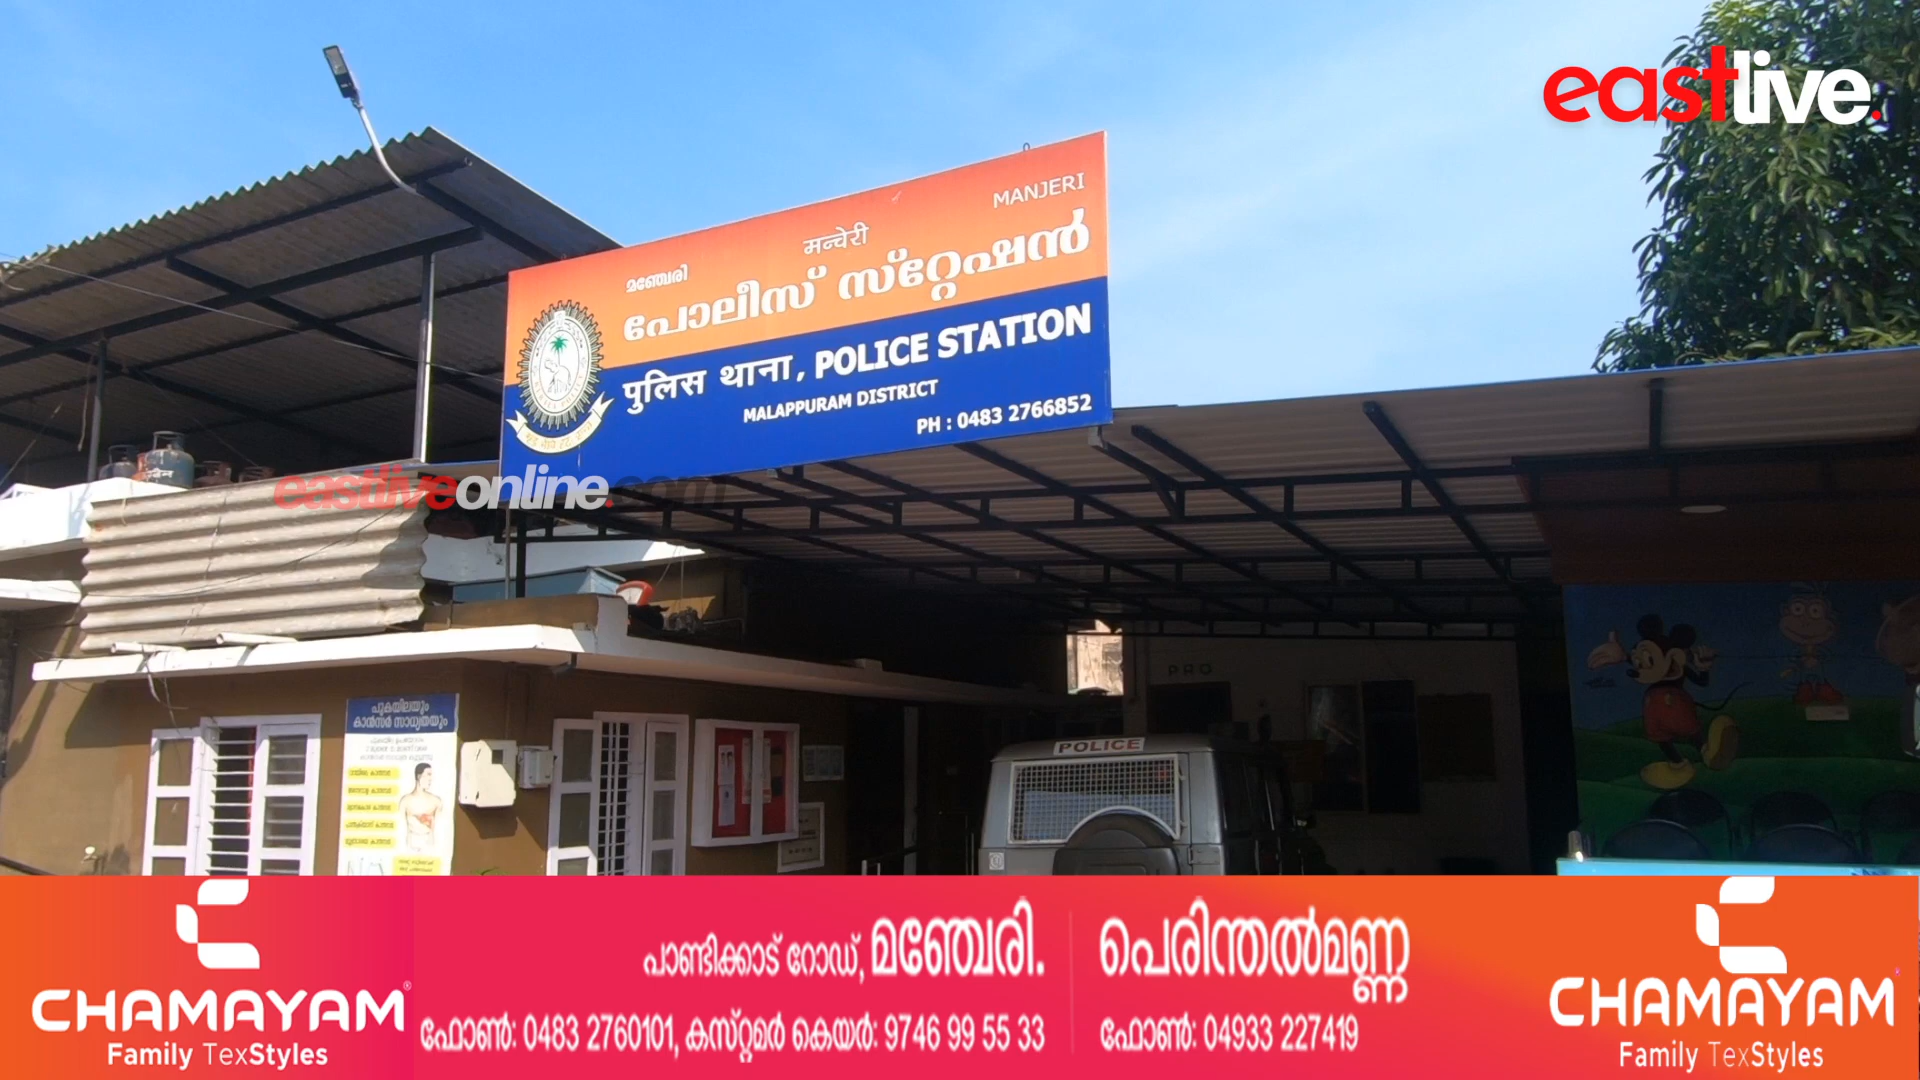 eastlive.
MANJERI
मन्चेरी
മഞ്ചേരി
പോലീസ് സ്റ്റേഷൻ
पुलिस थाना, POLICE STATION
MALAPPURAM DISTRICT
PH : 0483 2766852
eastliveonline.com
PRO
POLICE
പുകയിലയും
കാൻസർ സാധ്യതയും
CHAMAYAM
Family TexStyles
പാണ്ടിക്കാട് റോഡ്, മഞ്ചേരി.
ഫോൺ: 0483 2760101, കസ്റ്റമർ കെയർ: 9746 99 55 33
പെരിന്തൽമണ്ണ
ഫോൺ: 04933 227419
CHAMAYAM
Family TexStyles